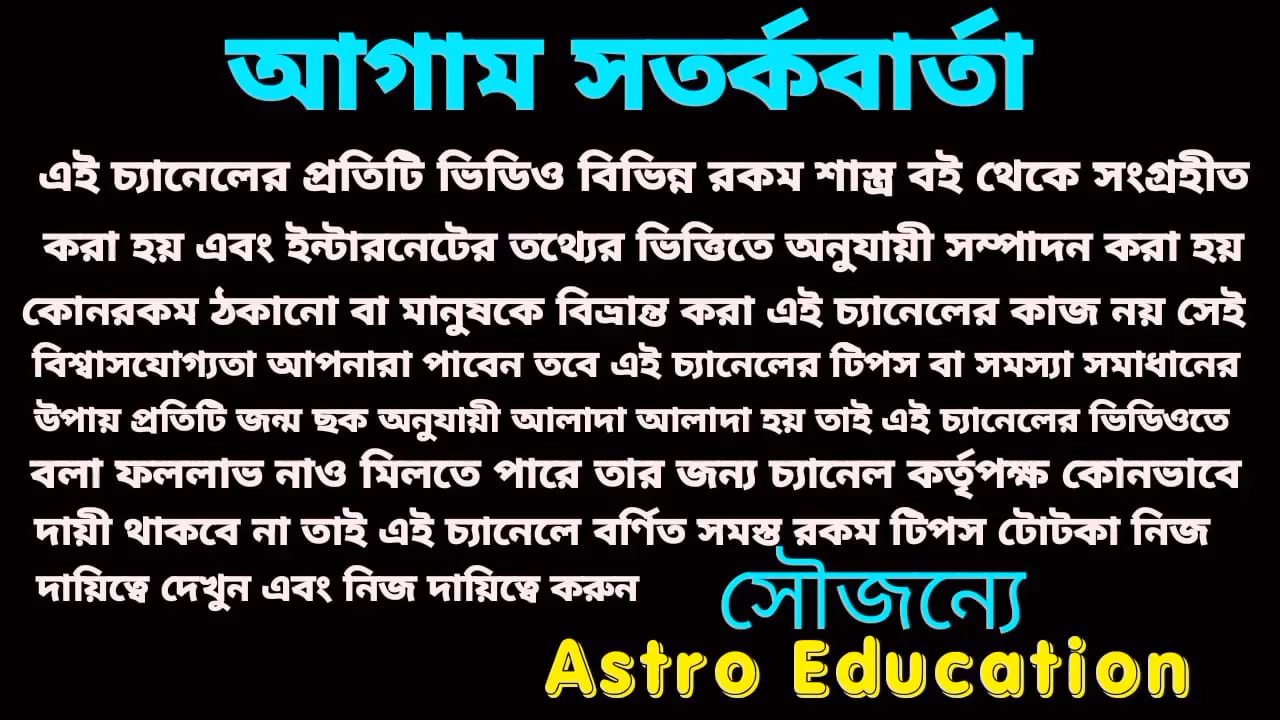 আগাম সতর্কবার্তা
এই চ্যানেলের প্রতিটি ভিডিও বিভিন্ন রকম শাস্ত্র বই থেকে সংগ্রহীত
করা হয় এবং ইন্টারনেটের তথ্যের ভিত্তিতে অনুযায়ী সম্পাদন করা হয়
কোনরকম ঠকানো বা মানুষকে বিভ্রান্ত করা এই চ্যানেলের কাজ নয় সেই
বিশ্বাসযোগ্যতা আপনারা পাবেন তবে এই চ্যানেলের টিপস বা সমস্যা সমাধানের
উপায় প্রতিটি জন্ম ছক অনুযায়ী আলাদা আলাদা হয় তাই এই চ্যানেলের ভিডিওতে
বলা ফললাভ নাও মিলতে পারে তার জন্য চ্যানেল কর্তৃপক্ষ কোনভাবে
দায়ী থাকবে না তাই এই চ্যানেলে বর্ণিত সমস্ত রকম টিপস টোটকা নিজ
দায়িত্বে দেখুন এবং নিজ দায়িত্বে করুন
সৌজন্যে
Astro Education